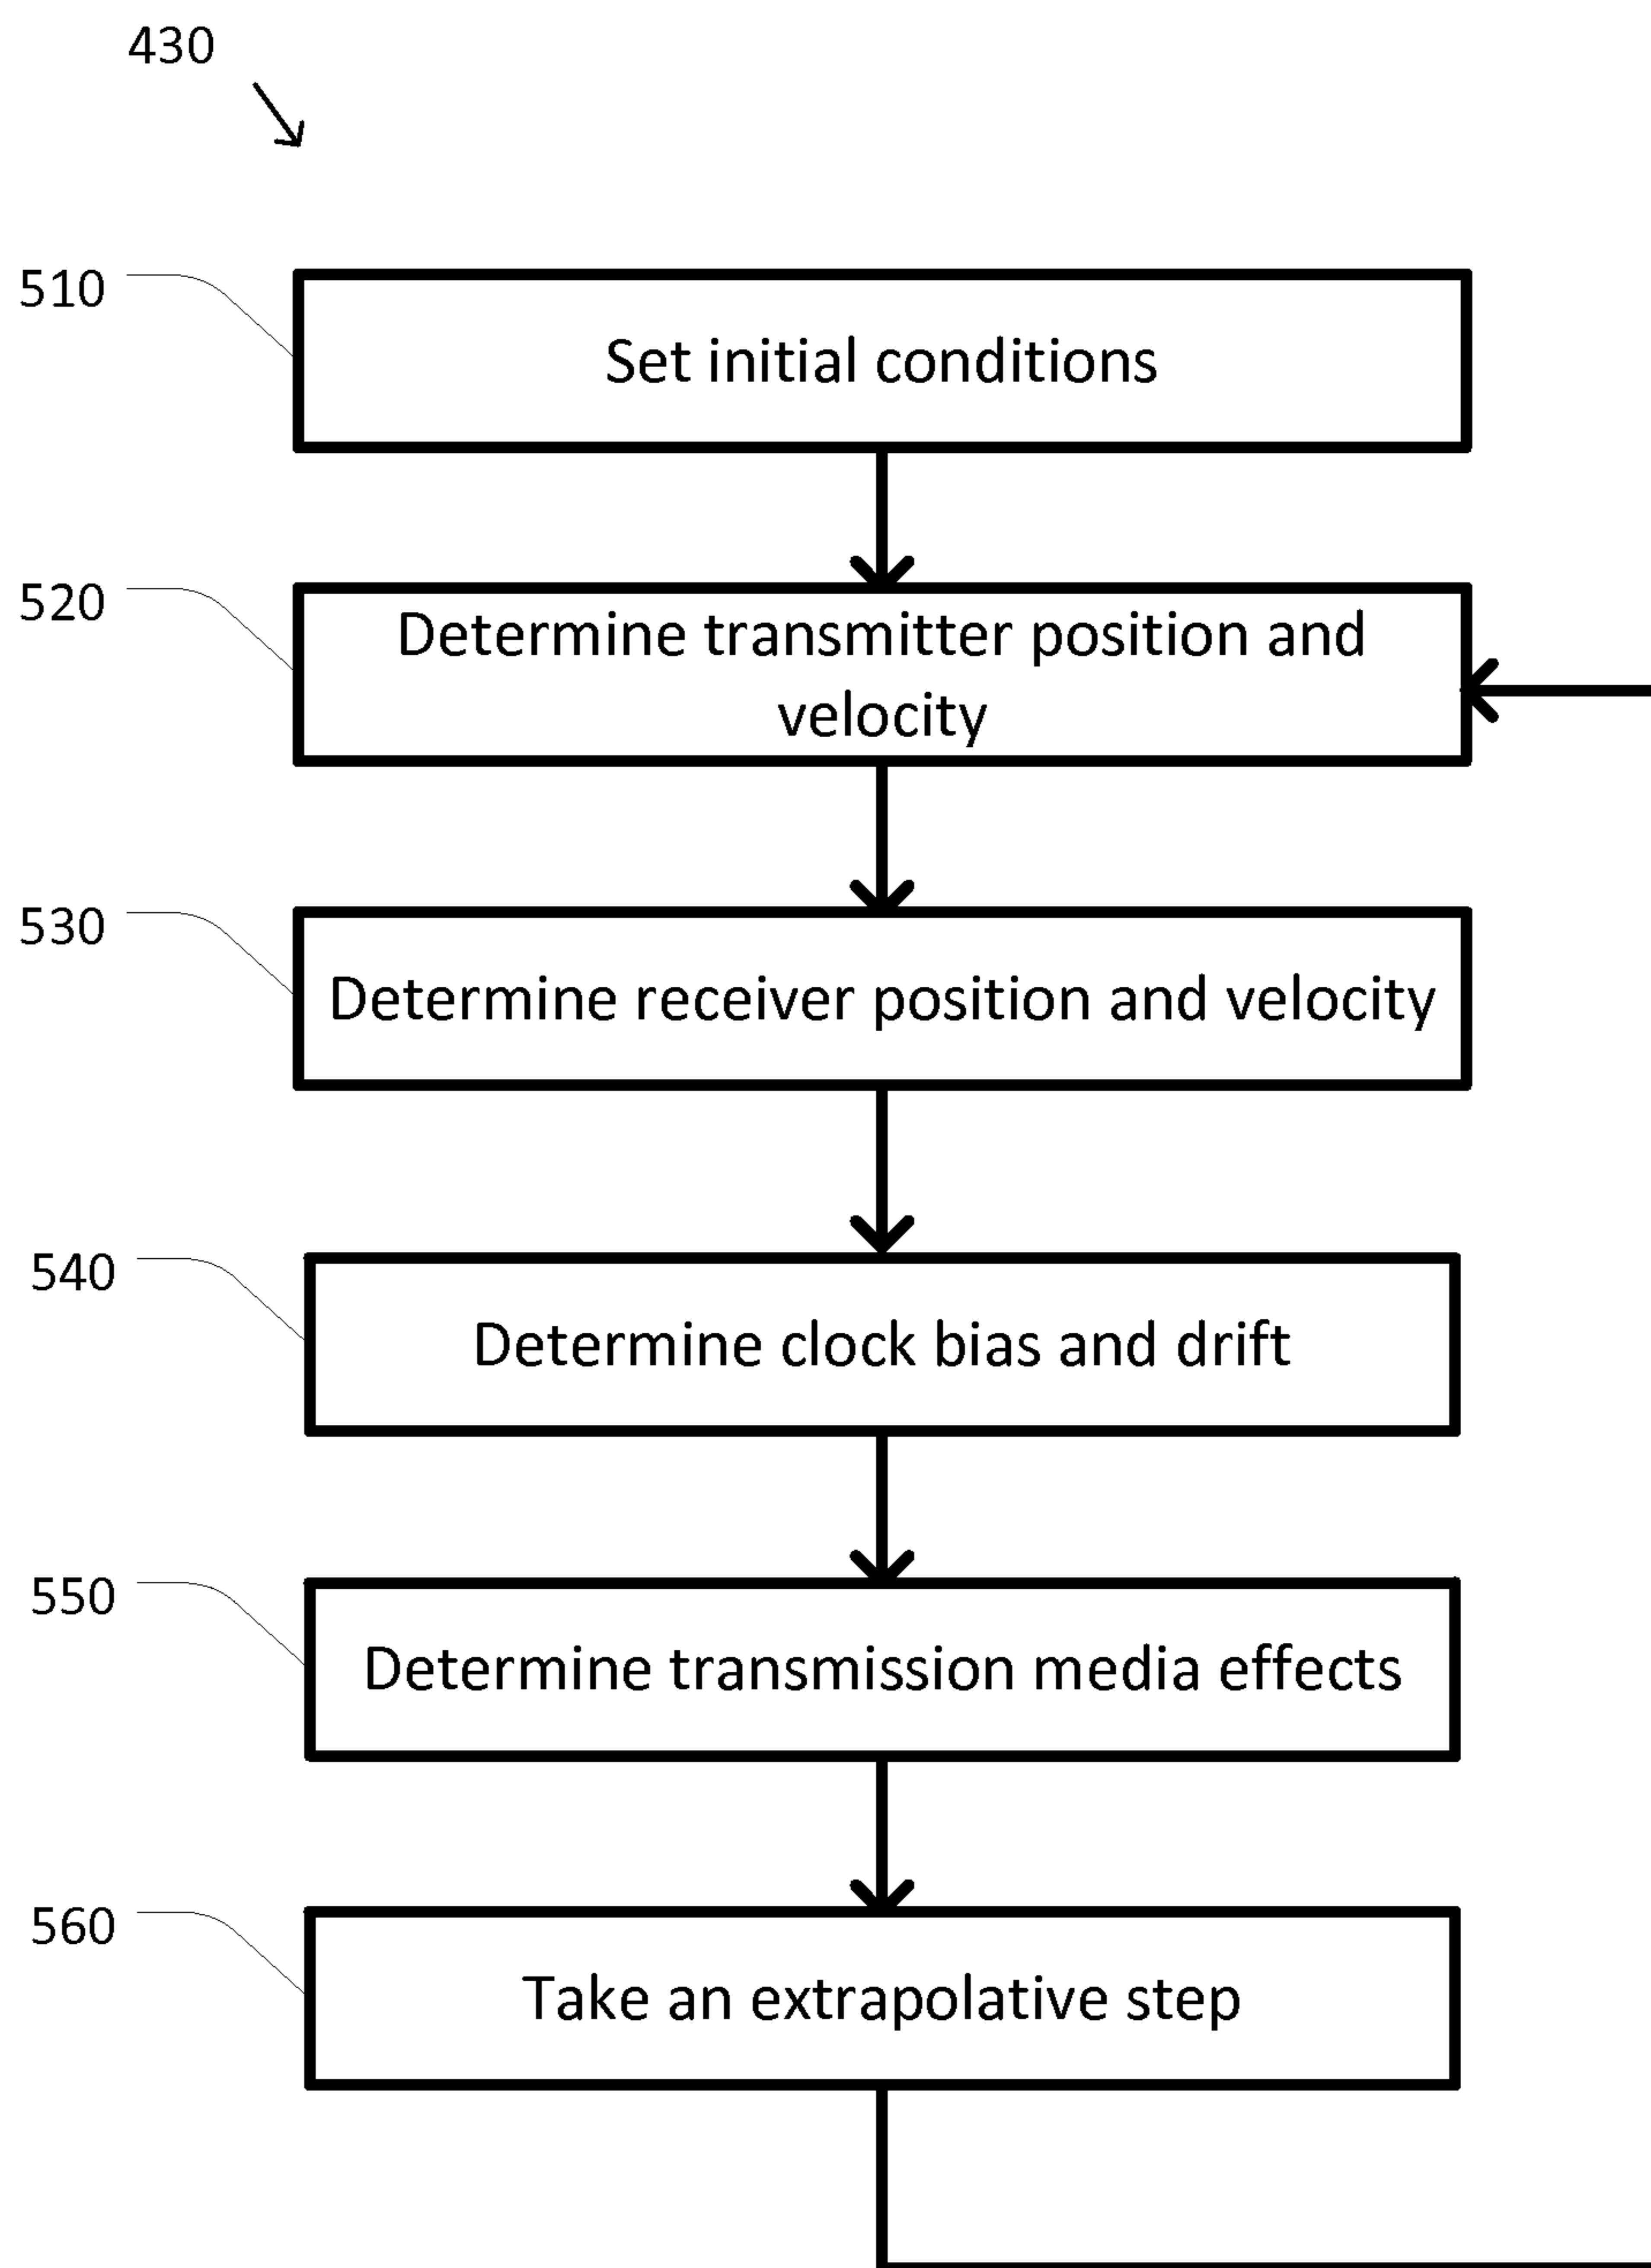 430
510
Set initial conditions
520
Determine transmitter position and
velocity
530
Determine receiver position and velocity
540
Determine clock bias and drift
550
Determine transmission media effects
560
Take an extrapolative step